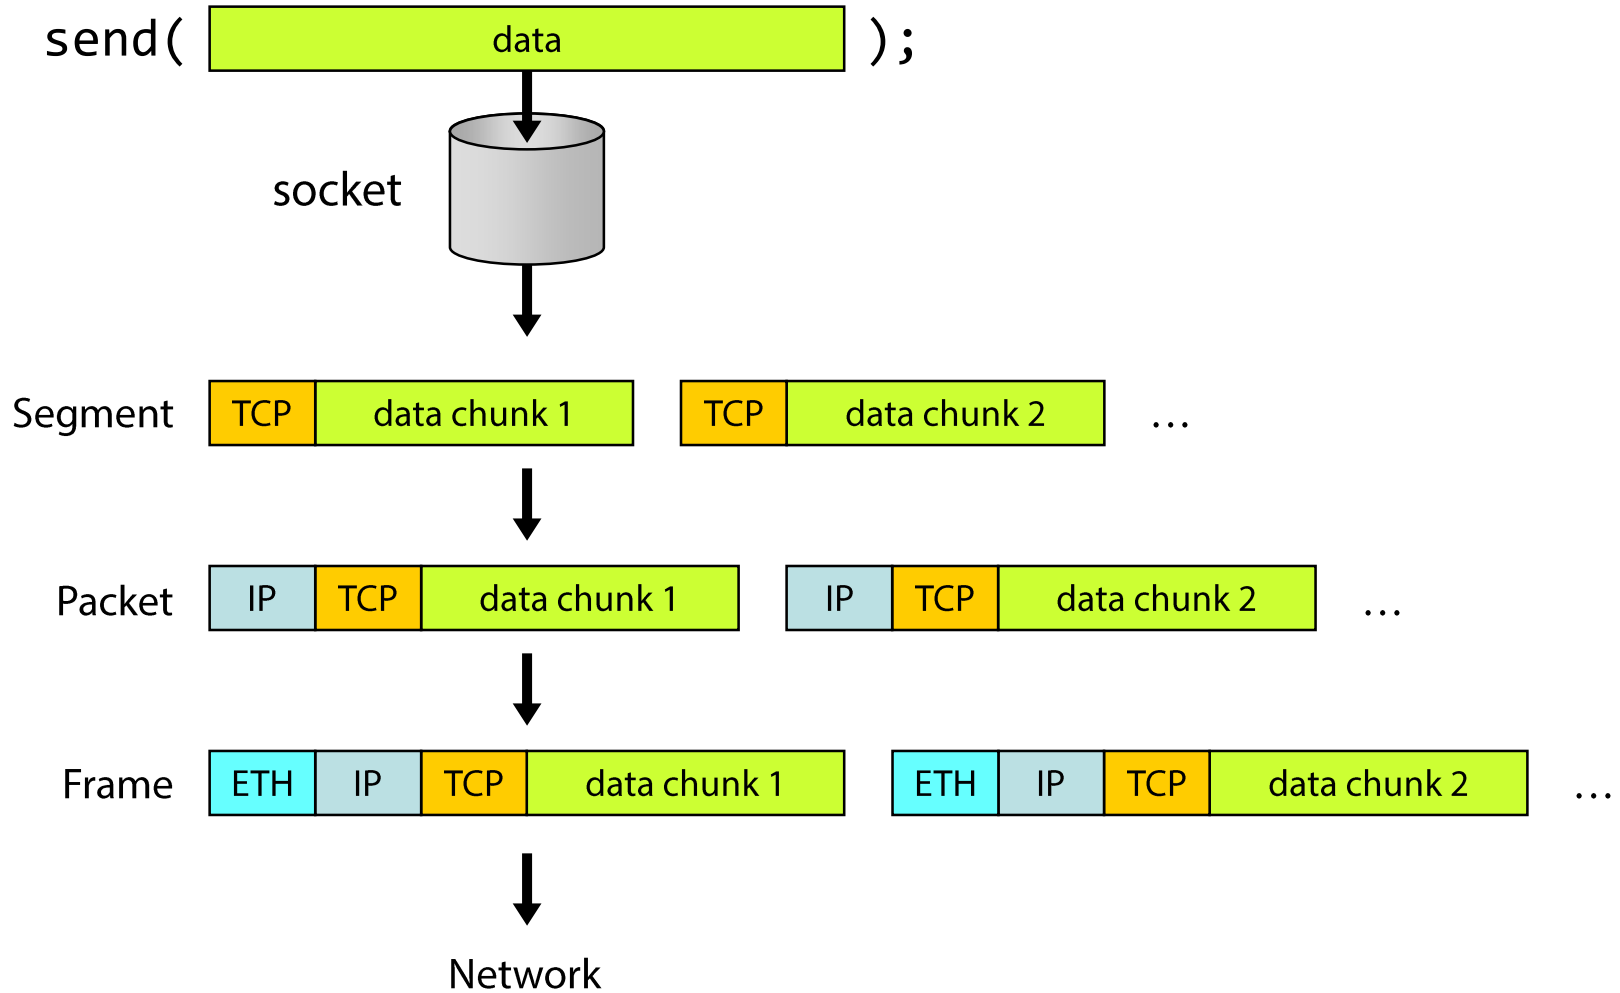 send( data );
socket
Segment TCP data chunk 1 TCP data chunk 2 ...
Packet IP TCP data chunk 1 IP TCP data chunk 2 ...
Frame ETH IP TCP data chunk 1 ETH IP TCP data chunk 2 ...
Network